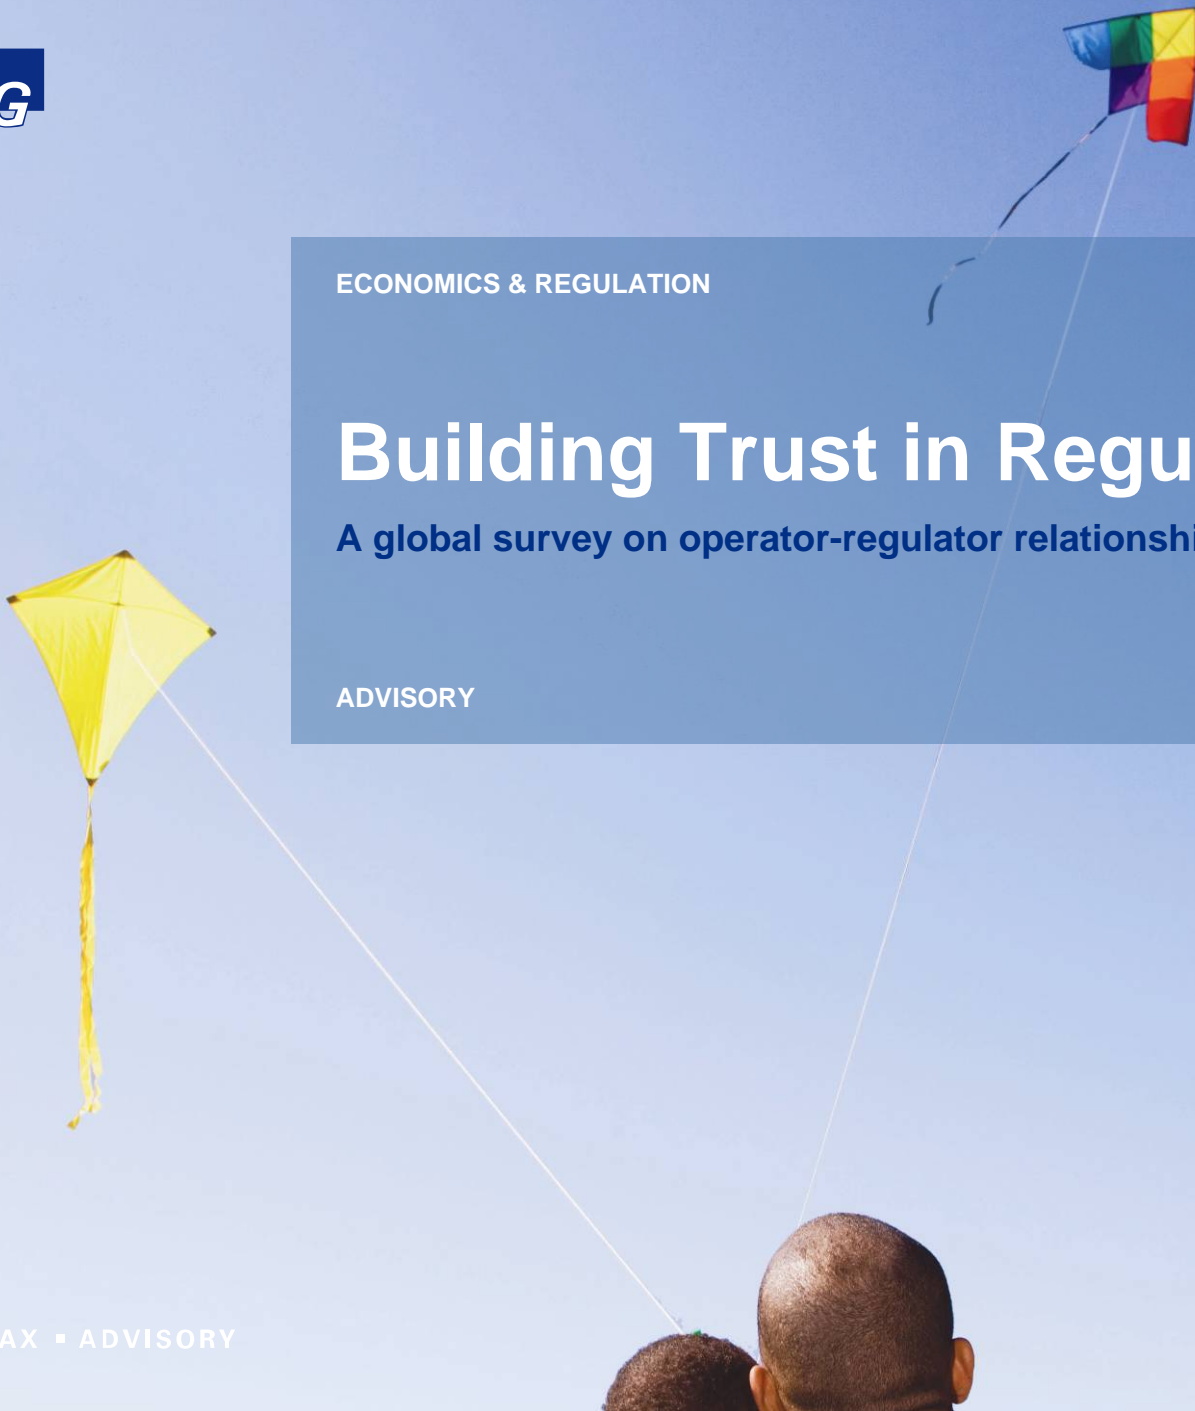 G
ECONOMICS & REGULATION
Building Trust in Regu
A global survey on operator-regulator relationshi
ADVISORY
AX ▪ ADVISORY